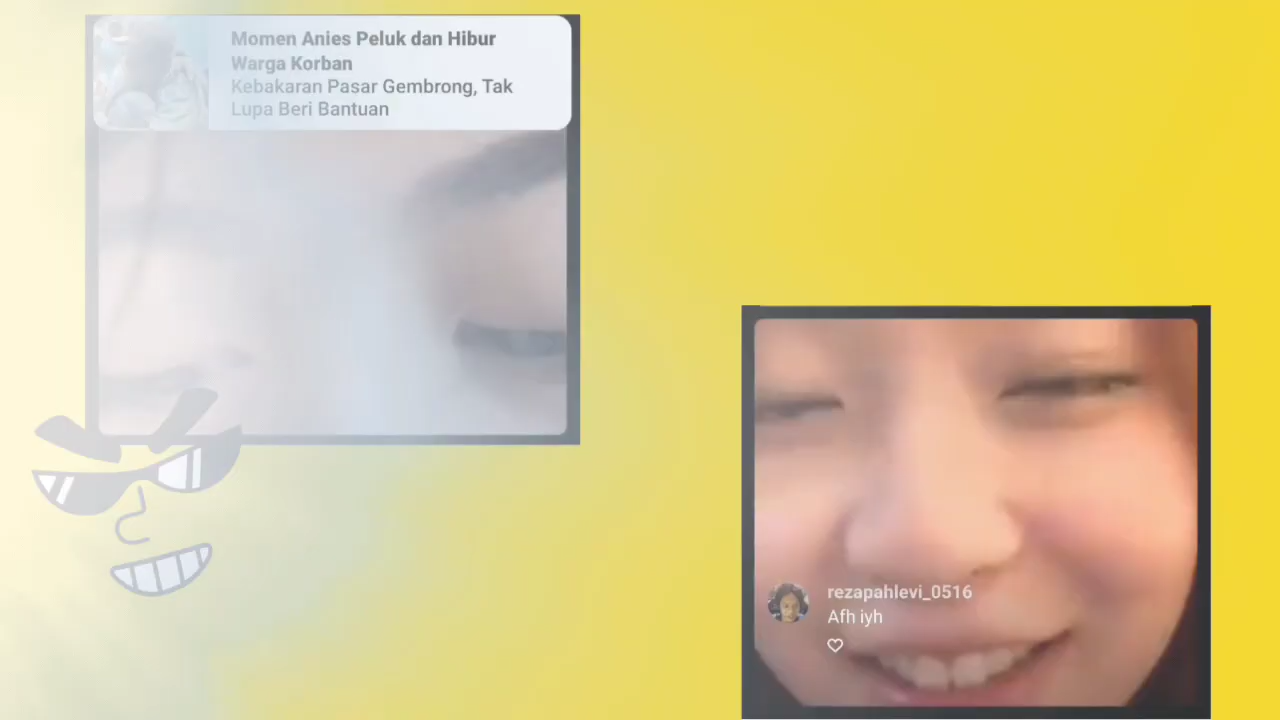 Momen Anies Peluk dan Hibur
Warga Korban
Kebakaran Pasar Gembrong, Tak
Lupa Beri Bantuan
rezapahlevi_0516
Afh iyh